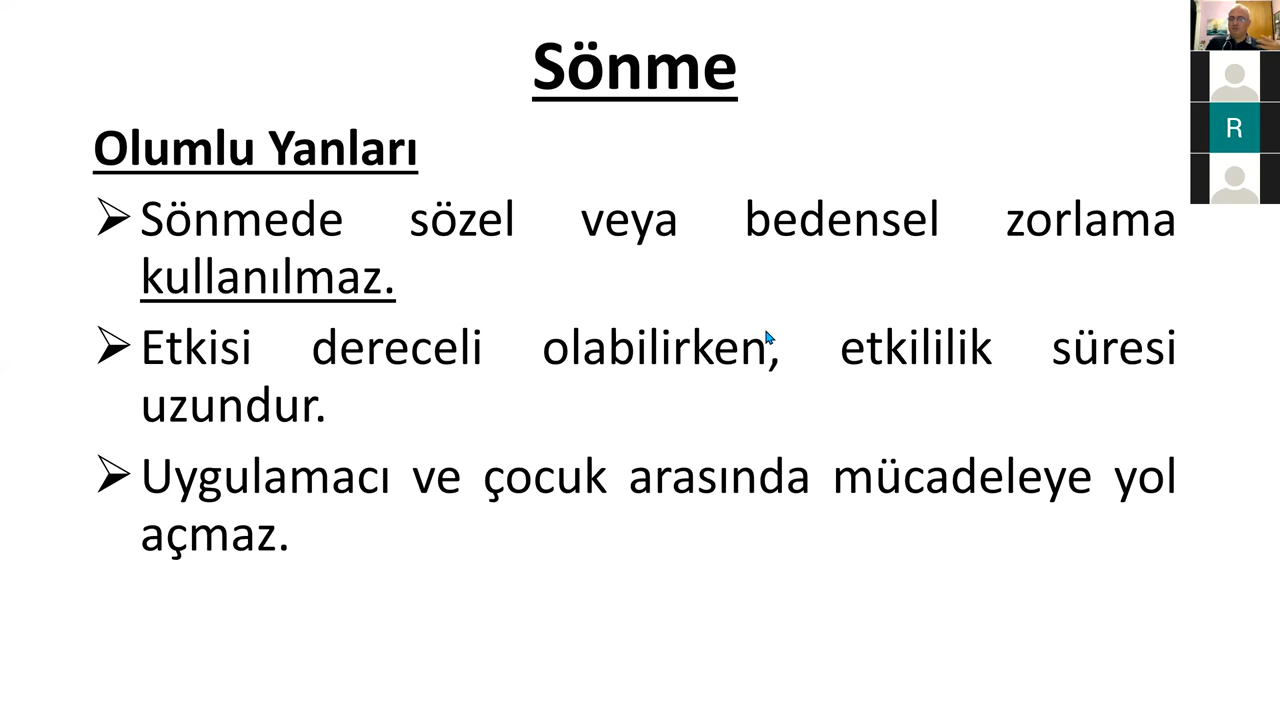 Sönme
Olumlu Yanları
➢Sönmede sözel veya bedensel zorlama
kullanılmaz.
➢Etkisi dereceli olabilirken, etkililik süresi
uzundur.
➢Uygulamacı ve çocuk arasında mücadeleye yol
açmaz.
R